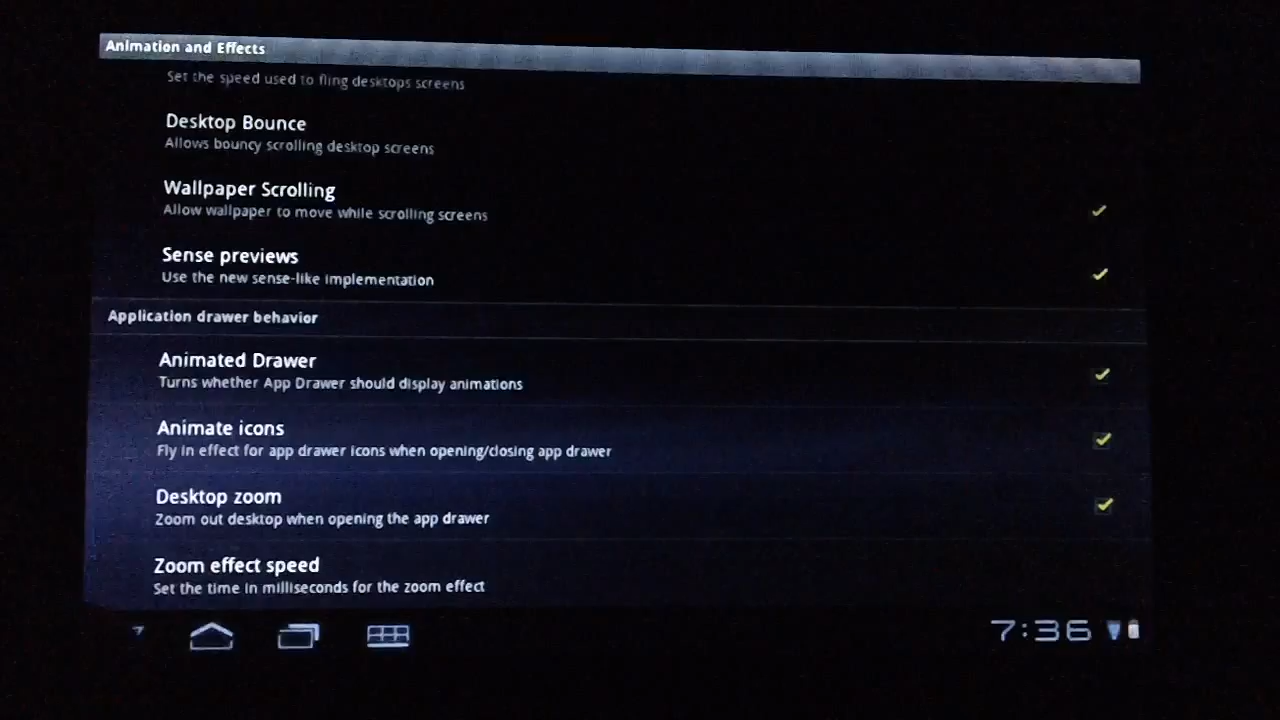 Animation and Effects
Set the speed used to fling desktops screens
Desktop Bounce
Allows bouncy scrolling desktop screens
Wallpaper Scrolling
Allow wallpaper to move while scrolling screens
Sense previews
Use the new sense-like implementation
Application drawer behavior
Animated Drawer
Turns whether App Drawer should display animations
Animate icons
Fly in effect for app drawer icons when opening/closing app drawer
Desktop zoom
Zoom out desktop when opening the app drawer
Zoom effect speed
Set the time in milliseconds for the zoom effect
7:36